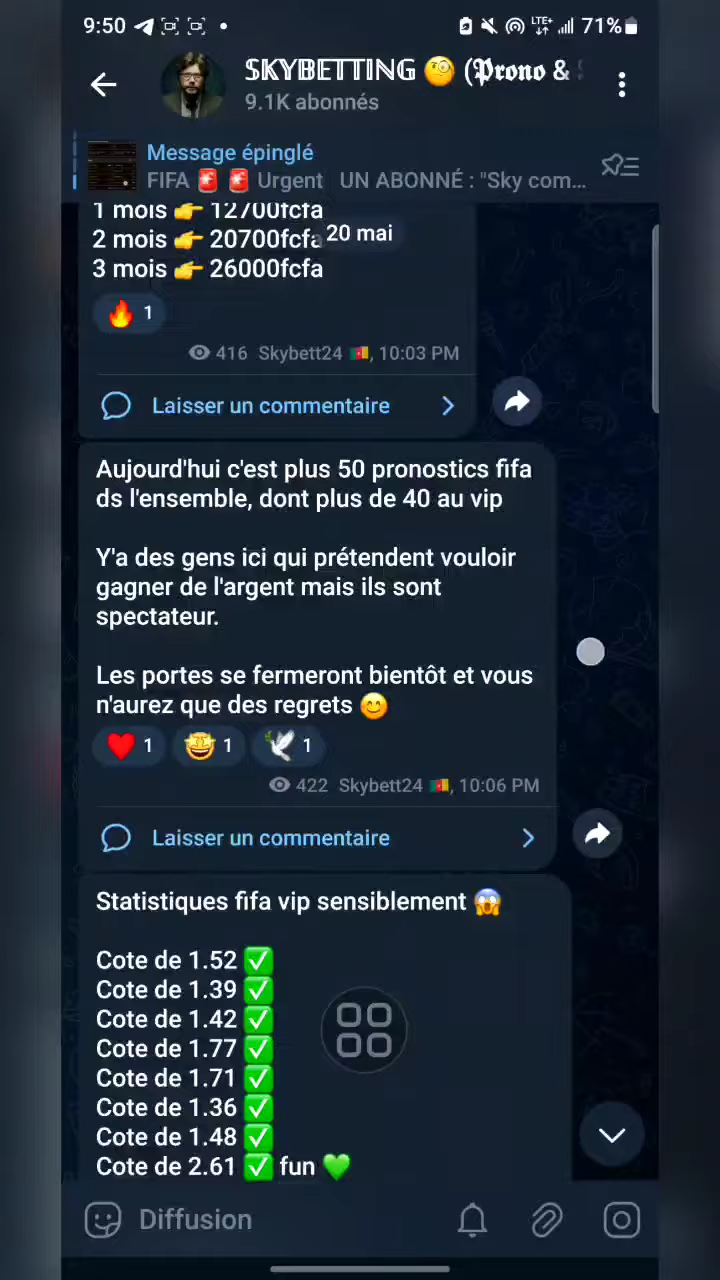 9:50
LTE+
71%
𝕊𝕂𝕐𝔹𝔼𝕋𝕋𝕀ℕ𝔾 🧐 (𝕻𝖗𝖔𝖓𝖔 &
9.1K abonnés
Message épinglé
FIFA 🚨 🚨 Urgent UN ABONNÉ : "Sky com...
1 mois 👉 12700fcfa
20 mai
2 mois 👉 20700fcfa
3 mois 👉 26000fcfa
🔥 1
416 Skybett24 🇨🇲, 10:03 PM
Laisser un commentaire
Aujourd'hui c'est plus 50 pronostics fifa
ds l'ensemble, dont plus de 40 au vip
Y'a des gens ici qui prétendent vouloir
gagner de l'argent mais ils sont
spectateur.
Les portes se fermeront bientôt et vous
n'aurez que des regrets 😊
❤️ 1 🤩 1 🕊 1
422 Skybett24 🇨🇲, 10:06 PM
Laisser un commentaire
Statistiques fifa vip sensiblement 😱
Cote de 1.52 ✅
Cote de 1.39 ✅
Cote de 1.42 ✅
Cote de 1.77 ✅
Cote de 1.71 ✅
Cote de 1.36 ✅
Cote de 1.48 ✅
Cote de 2.61 ✅ fun 💚
Diffusion